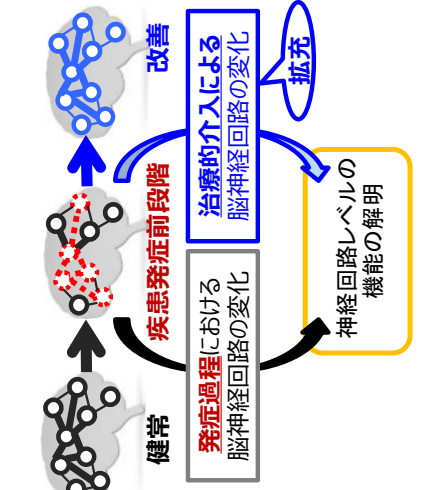 健常
疾患発症前段階
改善
発症過程における
脳神経回路の変化
治療的介入による
脳神経回路の変化
拡充
神経回路レベルの
機能の解明